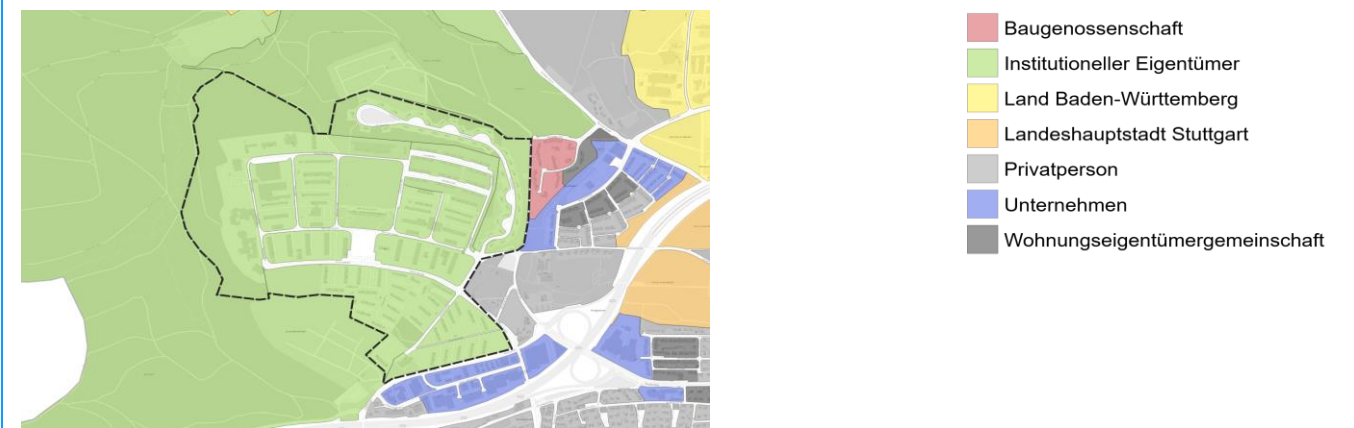 Baugenossenschaft
Institutioneller Eigentümer
Land Baden-Württemberg
Landeshauptstadt Stuttgart
Privatperson
Unternehmen
Wohnungseigentümergemeinschaft